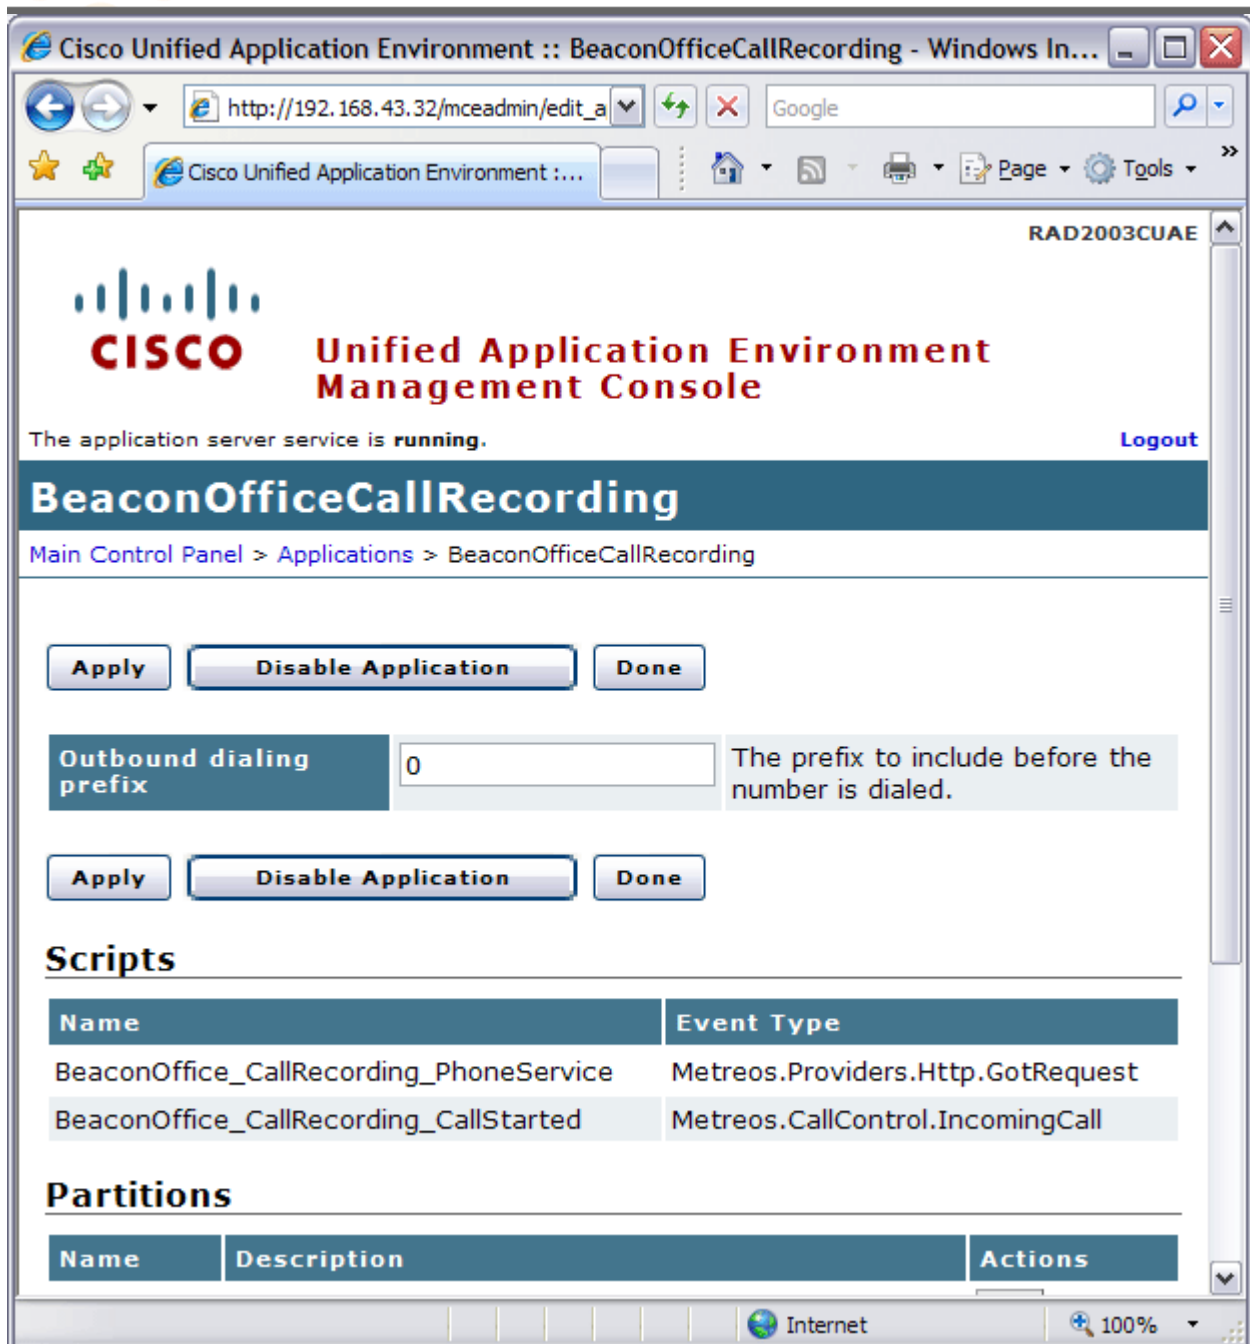 Cisco Unified Application Environment :: BeaconOfficeCallRecording - Windows In...
http://192.168.43.32/mceadmin/edit_a
Google
Cisco Unified Application Environment :...
Page
Tools
»
RAD2003CUAE
CISCO
Unified Application Environment
Management Console
The application server service is running.
Logout
BeaconOfficeCallRecording
Main Control Panel > Applications > BeaconOfficeCallRecording
Apply Disable Application Done
Outbound dialing
prefix
0
The prefix to include before the
number is dialed.
Apply Disable Application Done
Scripts
Name Event Type
BeaconOffice_CallRecording_PhoneService Metreos.Providers.Http.GotRequest
BeaconOffice_CallRecording_CallStarted Metreos.CallControl.IncomingCall
Partitions
Name Description Actions
Internet 100%